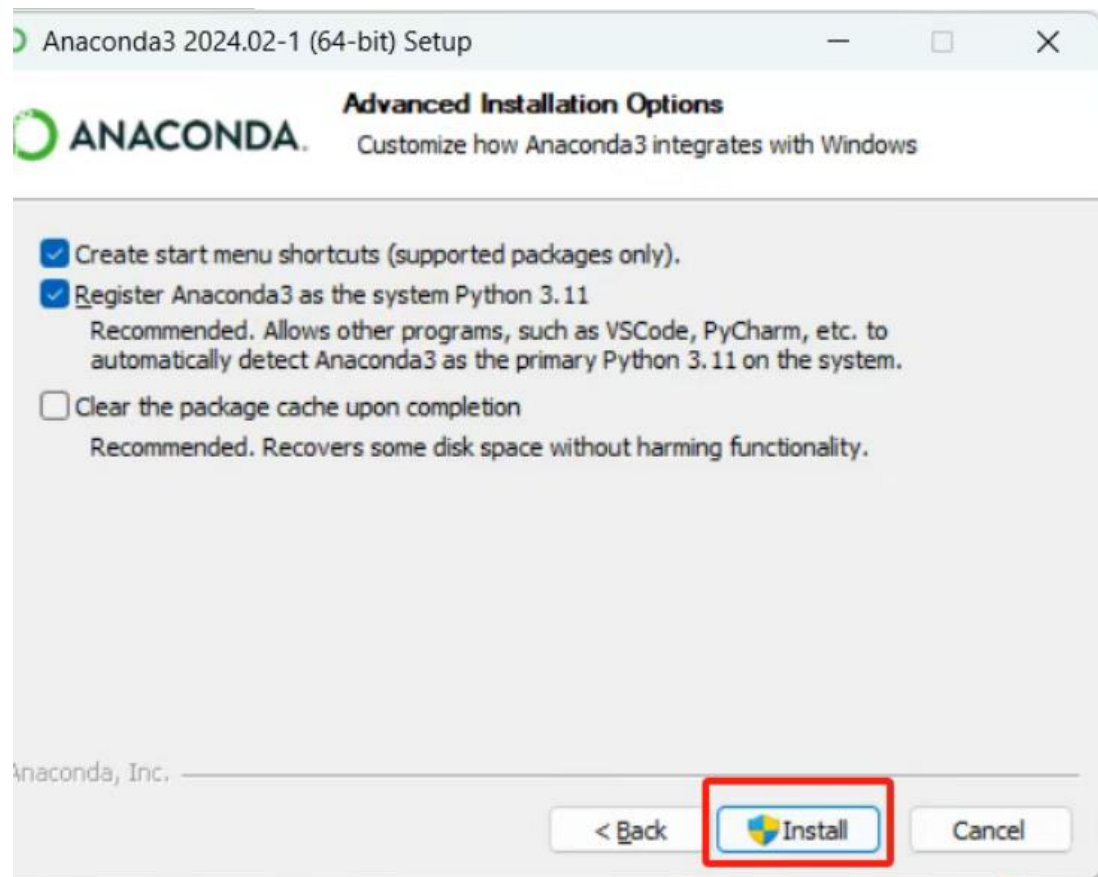 Anaconda3 2024.02-1 (64-bit) Setup
Advanced Installation Options
ANACONDA.
Customize how Anaconda3 integrates with Windows
Create start menu shortcuts (supported packages only).
Register Anaconda3 as the system Python 3.11
Recommended. Allows other programs, such as VSCode, PyCharm, etc. to
automatically detect Anaconda3 as the primary Python 3.11 on the system.
Clear the package cache upon completion
Recommended. Recovers some disk space without harming functionality.
Anaconda, Inc.
< Back
Install
Cancel